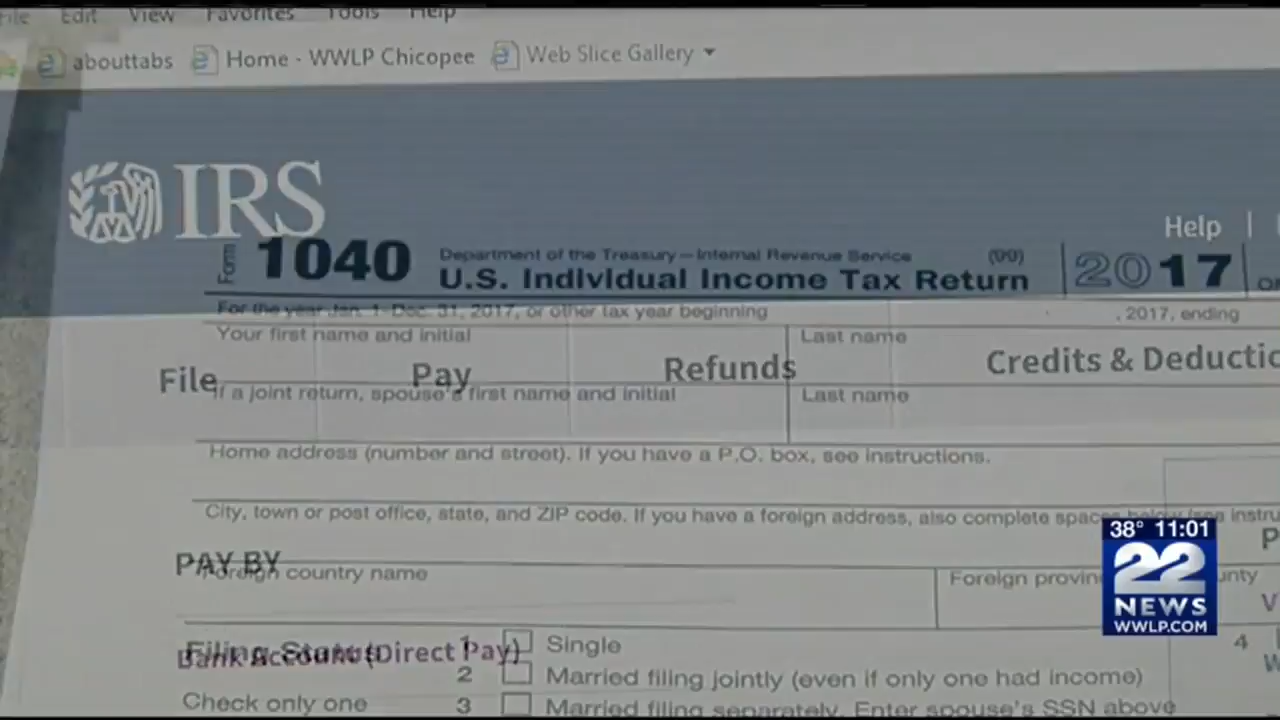 File Edit View Favorites Tools Help
abouttabs Home - WWLP Chicopee Web Slice Gallery
IRS
Help
Form 1040 Department of the Treasury—Internal Revenue Service (99)
U.S. Individual Income Tax Return 2017
For the year Jan. 1-Dec. 31, 2017, or other tax year beginning , 2017, ending
Your first name and initial Last name
File Pay Refunds Credits &
If a joint return, spouse's first name and initial Last name
Home address (number and street). If you have a P.O. box, see instructions.
City, town or post office, state, and ZIP code. If you have a foreign address, also complete spaces below (see
38° 11:01
22
NEWS
WWLP.COM
PAY BY
Foreign country name Foreign
Filing Status 1 Single 4
Bank Account (Direct Pay)
2 Married filing jointly (even if only one had income)
Check only one 3 Married filing separately. Enter spouse's SSN above